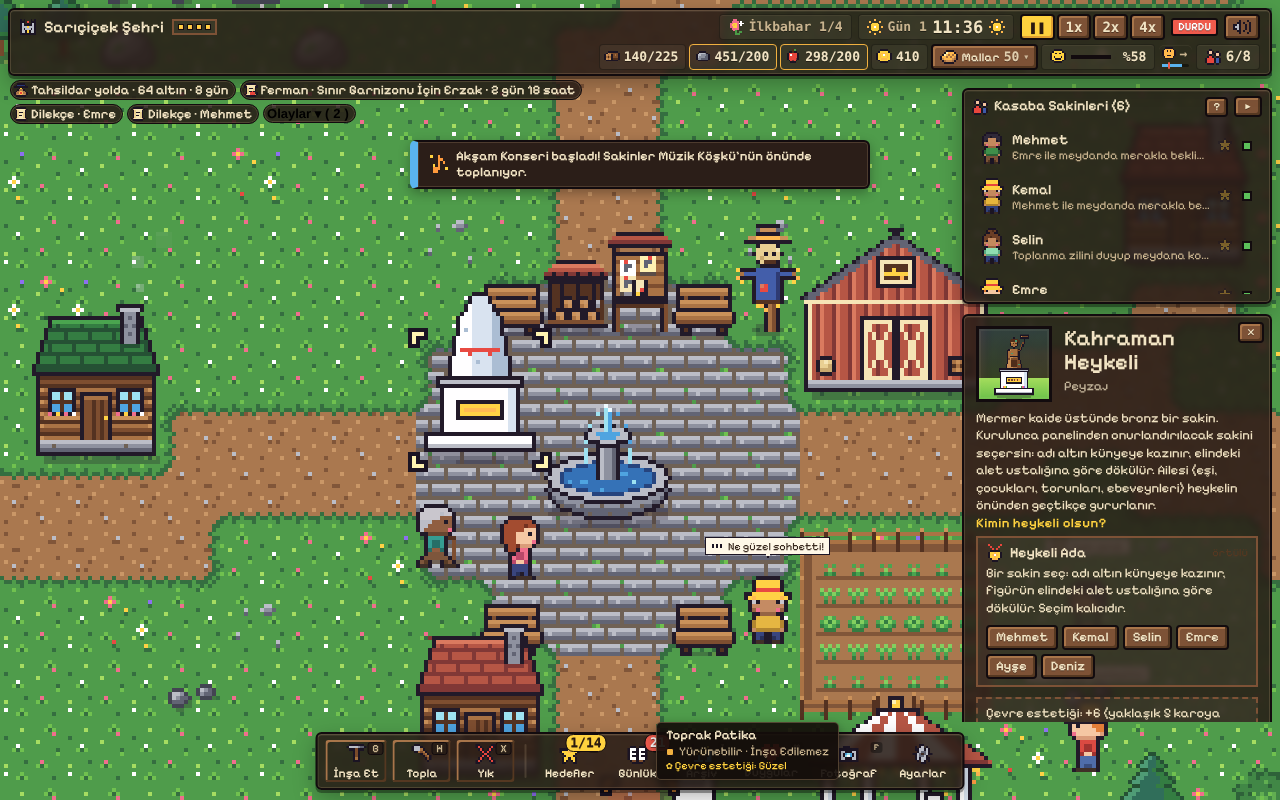 Sarıçiçek Şehri
İlkbahar 1/4
Gün 1 11:36
1x
2x
4x
DURDU
140/225
451/200
298/200
410
Mallar 50
%58
6/8
Tahsildar yolda · 64 altın · 8 gün
Ferman · Sınır Garnizonu İçin Erzak · 2 gün 18 saat
Dilekçe · Emre
Dilekçe · Mehmet
Olaylar ▾ ( 2 )
Akşam Konseri başladı! Sakinler Müzik Köşkü'nün önünde
toplanıyor.
Kasaba Sakinleri (6)
?
Mehmet
Emre ile meydanda merakla bekli...
Kemal
Mehmet ile meydanda merakla be...
Selin
Toplanma zilini duyup meydana ko...
Emre
Kahraman
Heykeli
Peyzaj
Mermer kaide üstünde bronz bir sakin.
Kurulunca panelinden onurlandırılacak sakini
seçersin: adı altın künyeye kazınır, elindeki
alet ustalığına göre dökülür. Ailesi (eşi,
çocukları, torunları, ebeveynleri) heykelin
önünden geçtikçe gururlanır.
Kimin heykeli olsun?
Heykeli Ada
Bir sakin seç: adı altın künyeye kazınır.
Figürün elindeki alet ustalığına göre
dökülür. Seçim kalıcıdır.
Mehmet
Kemal
Selin
Emre
Ayşe
Deniz
Çevre estetiği: +6 (yaklaşık 8 karoya
Ne güzel sohbetti!
Toprak Patika
Yürünebilir · İnşa Edilemez
Çevre estetiği: Güzel
G
İnşa Et
H
Topla
X
Yık
1/14
Hedefler
2
Günlük
F
Fotoğraf
Ayarlar